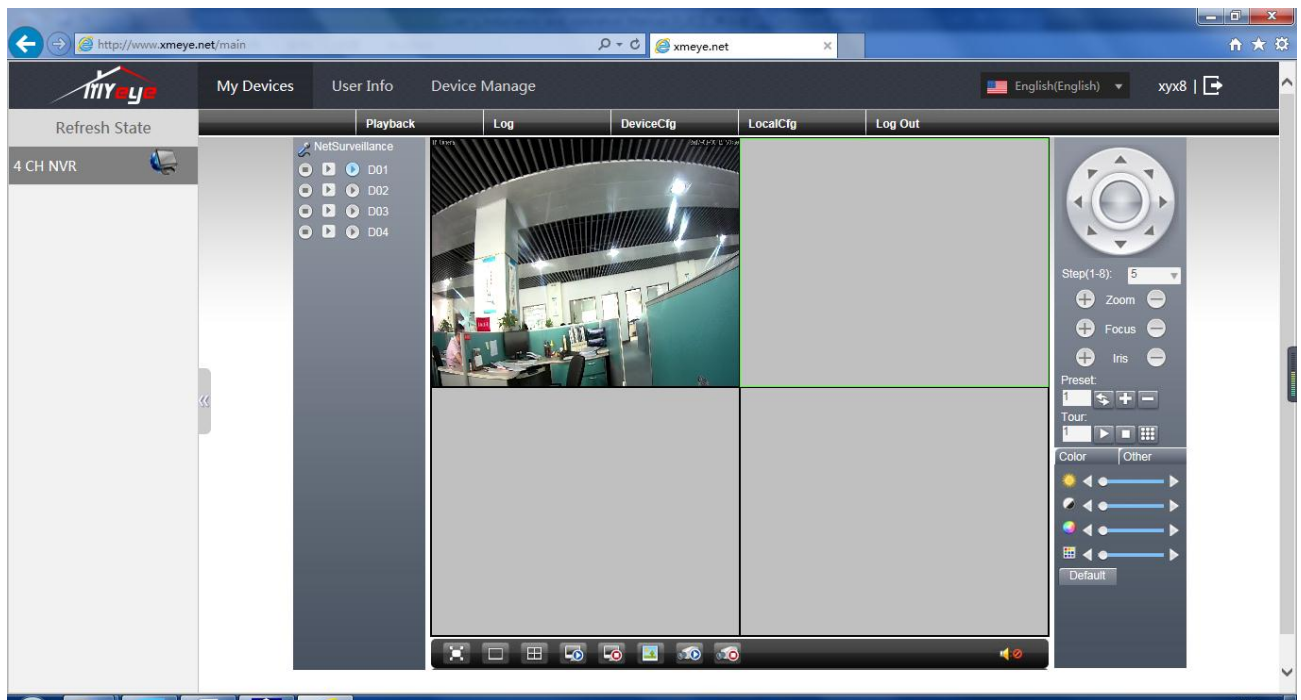 http://www.xmeye.net/main
xmeye.net
MYeye
My Devices
User Info
Device Manage
English(English)
xyx8
Refresh State
Playback
Log
DeviceCfg
LocalCfg
Log Out
4 CH NVR
NetSurveillance
D01
D02
D03
D04
Step(1-8): 5
Zoom
Focus
Iris
Preset:
1
Tour:
1
Color
Other
Default